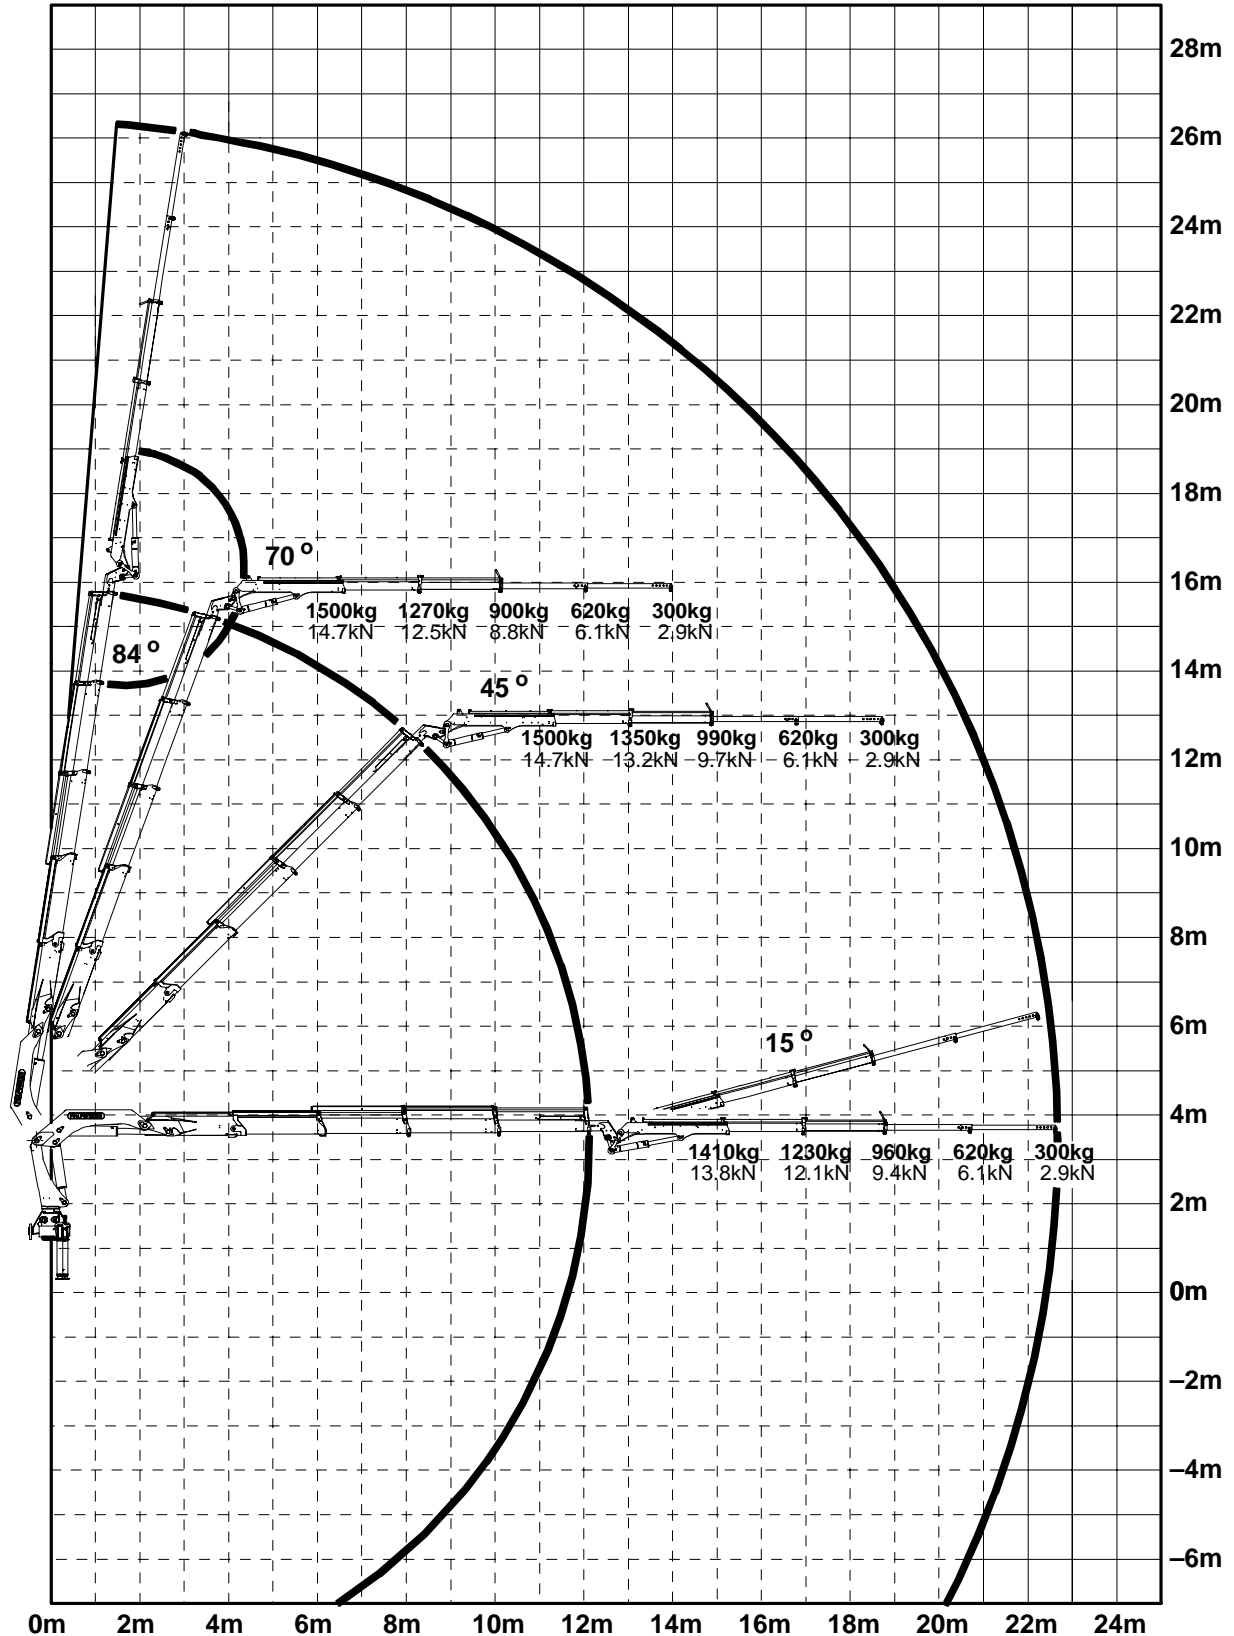 28m
26m
24m
22m
20m
18m
70 o
16m
1500kg 1270kg 900kg 620kg 300kg
14.7kN 12.5kN 8.8kN 6.1kN 2.9kN
84 o
14m
45 o
1500kg 1350kg 990kg 620kg 300kg
14.7kN 13.2kN 9.7kN 6.1kN 2.9kN
12m
10m
8m
6m
15 o
4m
1410kg 1230kg 960kg 620kg 300kg
13.8kN 12.1kN 9.4kN 6.1kN 2.9kN
2m
0m
–2m
–4m
–6m
0m 2m 4m 6m 8m 10m 12m 14m 16m 18m 20m 22m 24m